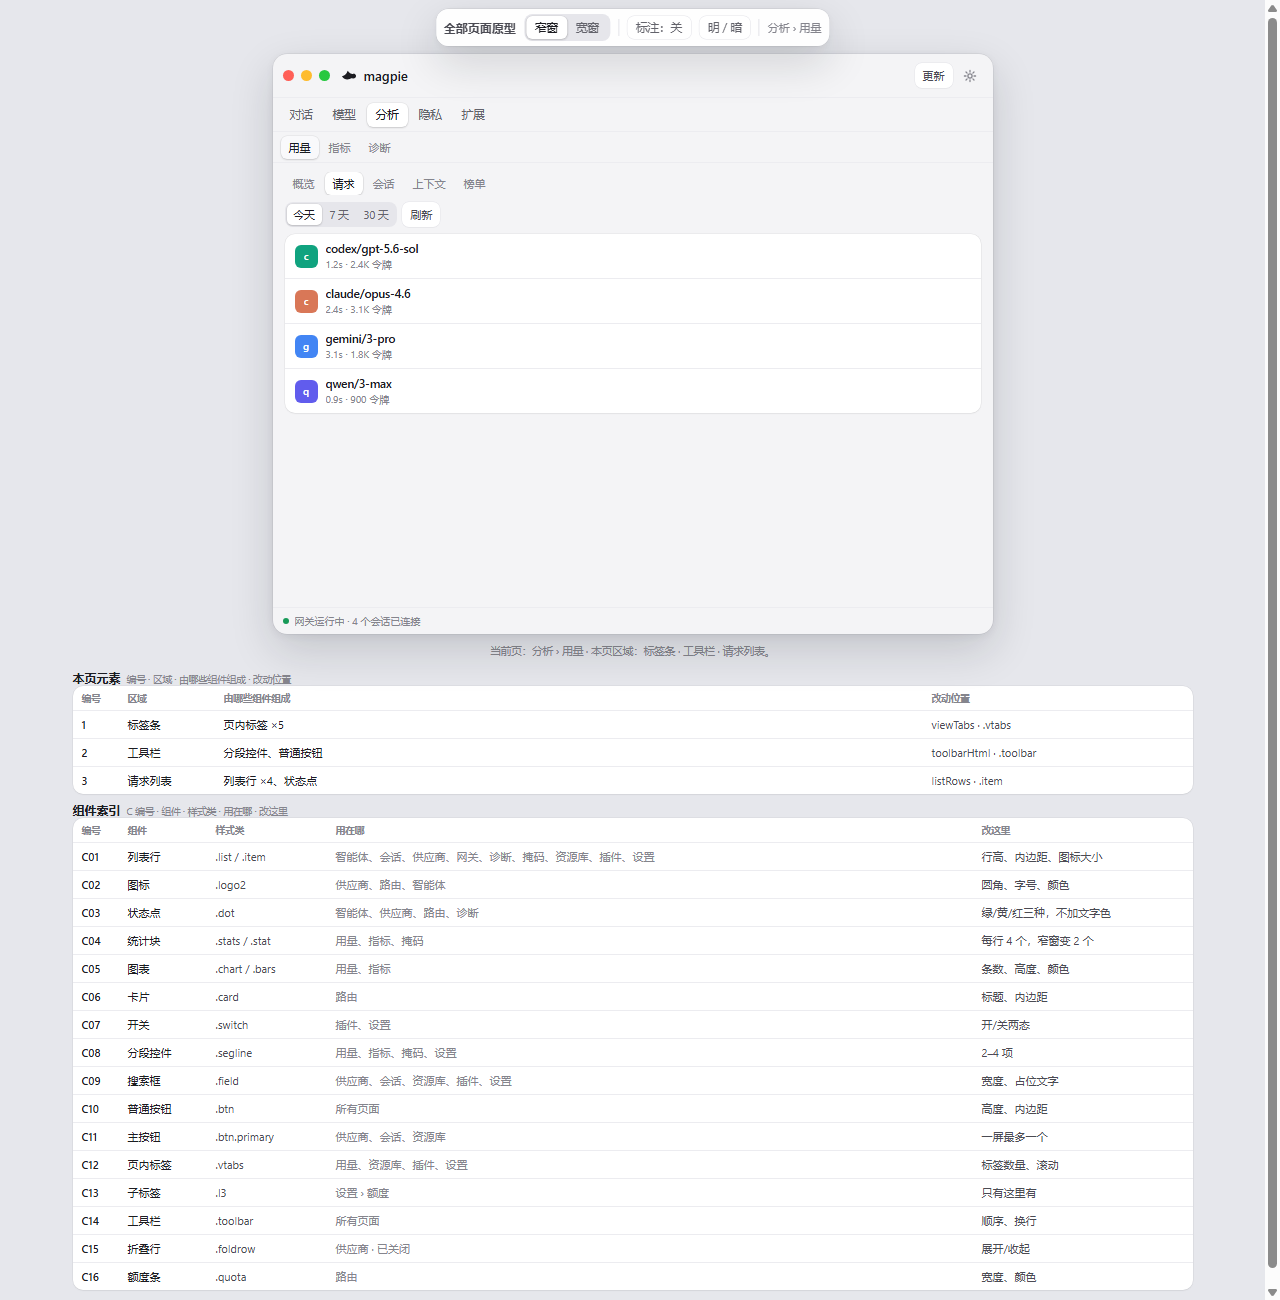 全部页面原型 窄窗 宽窗 标注：关 明 / 暗 分析 › 用量
magpie 更新
对话 模型 分析 隐私 扩展
用量 指标 诊断
概览 请求 会话 上下文 榜单
今天 7 天 30 天 刷新
c codex/gpt-5.6-sol
1.2s · 2.4K 令牌
c claude/opus-4.6
2.4s · 3.1K 令牌
g gemini/3-pro
3.1s · 1.8K 令牌
q qwen/3-max
0.9s · 900 令牌
网关运行中 · 4 个会话已连接
当前页：分析 › 用量 · 本页区域：标签条 · 工具栏 · 请求列表。
本页元素 编号 · 区域 · 由哪些组件组成 · 改动位置
编号 区域 由哪些组件组成 改动位置
1 标签条 页内标签 ×5 viewTabs · .vtabs
2 工具栏 分段控件、普通按钮 toolbarHtml · .toolbar
3 请求列表 列表行 ×4、状态点 listRows · .item
组件索引 C 编号 · 组件 · 样式类 · 用在哪 · 改这里
编号 组件 样式类 用在哪 改这里
C01 列表行 .list / .item 智能体、会话、供应商、网关、诊断、掩码、资源库、插件、设置 行高、内边距、图标大小
C02 图标 .logo2 供应商、路由、智能体 圆角、字号、颜色
C03 状态点 .dot 智能体、供应商、路由、诊断 绿/黄/红三种，不加文字色
C04 统计块 .stats / .stat 用量、指标、掩码 每行 4 个，窄窗变 2 个
C05 图表 .chart / .bars 用量、指标 条数、高度、颜色
C06 卡片 .card 路由 标题、内边距
C07 开关 .switch 插件、设置 开/关两态
C08 分段控件 .segline 用量、指标、掩码、设置 2–4 项
C09 搜索框 .field 供应商、会话、资源库、插件、设置 宽度、占位文字
C10 普通按钮 .btn 所有页面 高度、内边距
C11 主按钮 .btn.primary 供应商、会话、资源库 一屏最多一个
C12 页内标签 .vtabs 用量、资源库、插件、设置 标签数量、滚动
C13 子标签 .l3 设置 › 额度 只有这里有
C14 工具栏 .toolbar 所有页面 顺序、换行
C15 折叠行 .foldrow 供应商 · 已关闭 展开/收起
C16 额度条 .quota 路由 宽度、颜色